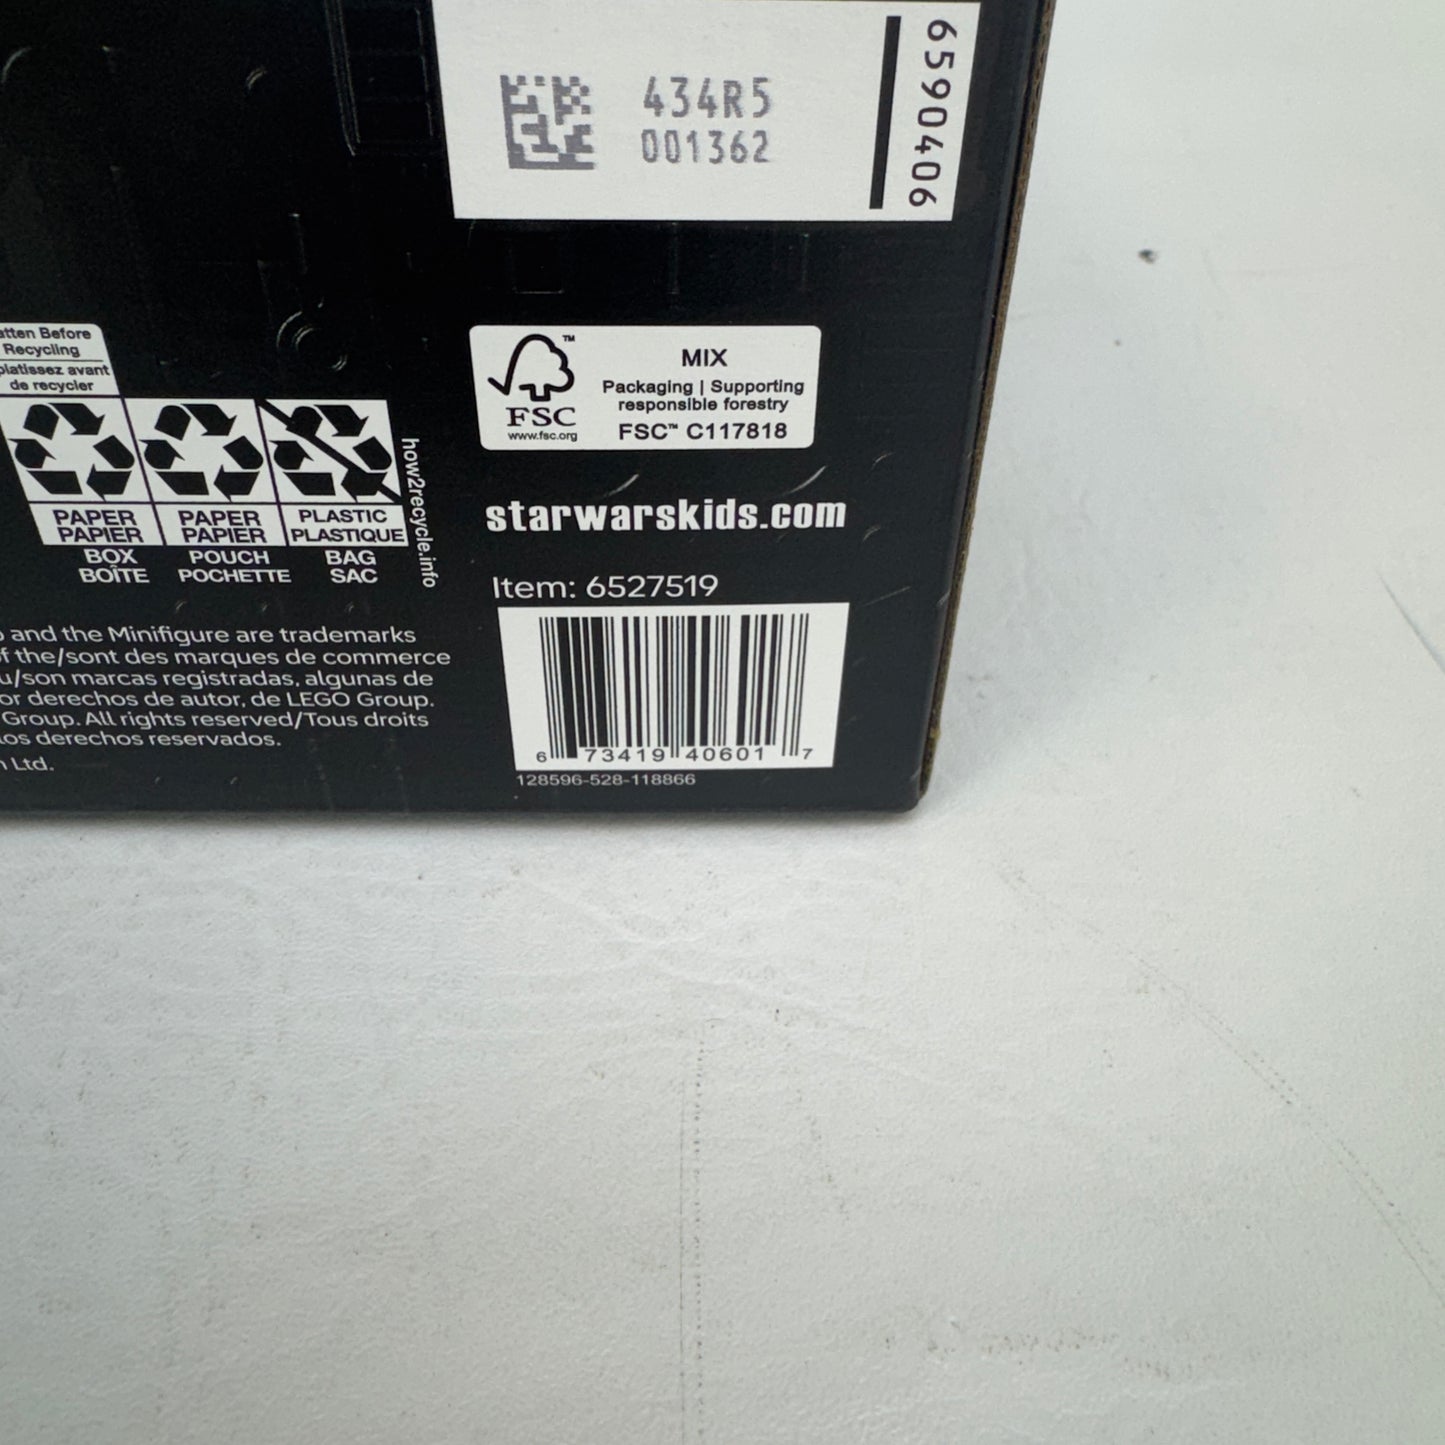 434R5
001362
6590406
atten Before
Recycling
platissez avant
de recycler
PAPER
PAPIER
BOX
BOÎTE
PAPER
PAPIER
POUCH
POCHETTE
PLASTIC
PLASTIQUE
BAG
SAC
how2recycle.info
FSC
TM
www.fsc.org
MIX
Packaging | Supporting
responsible forestry
FSC™ C117818
starwarskids.com
Item: 6527519
6 73419 40601 7
128596-528-118866
and the Minifigure are trademarks
f the/sont des marques de commerce
u/son marcas registradas, algunas de
or derechos de autor, de LEGO Group.
Group. All rights reserved/Tous droits
los derechos reservados.
Ltd.